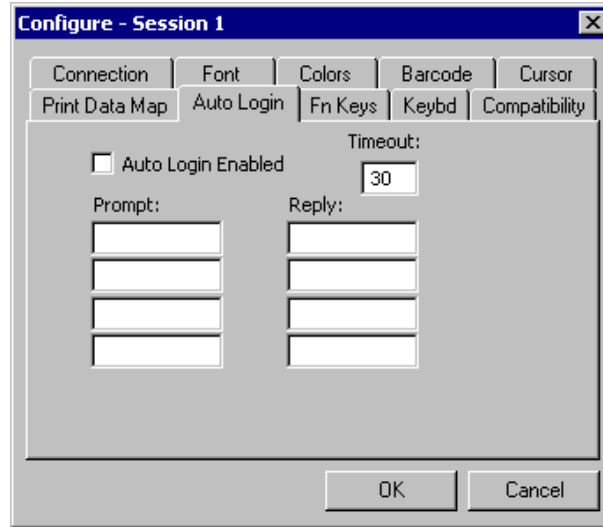 Configure - Session 1
Connection Font Colors Barcode Cursor
Print Data Map Auto Login Fn Keys Keybd Compatibility
Timeout:
Auto Login Enabled 30
Prompt: Reply:
OK Cancel